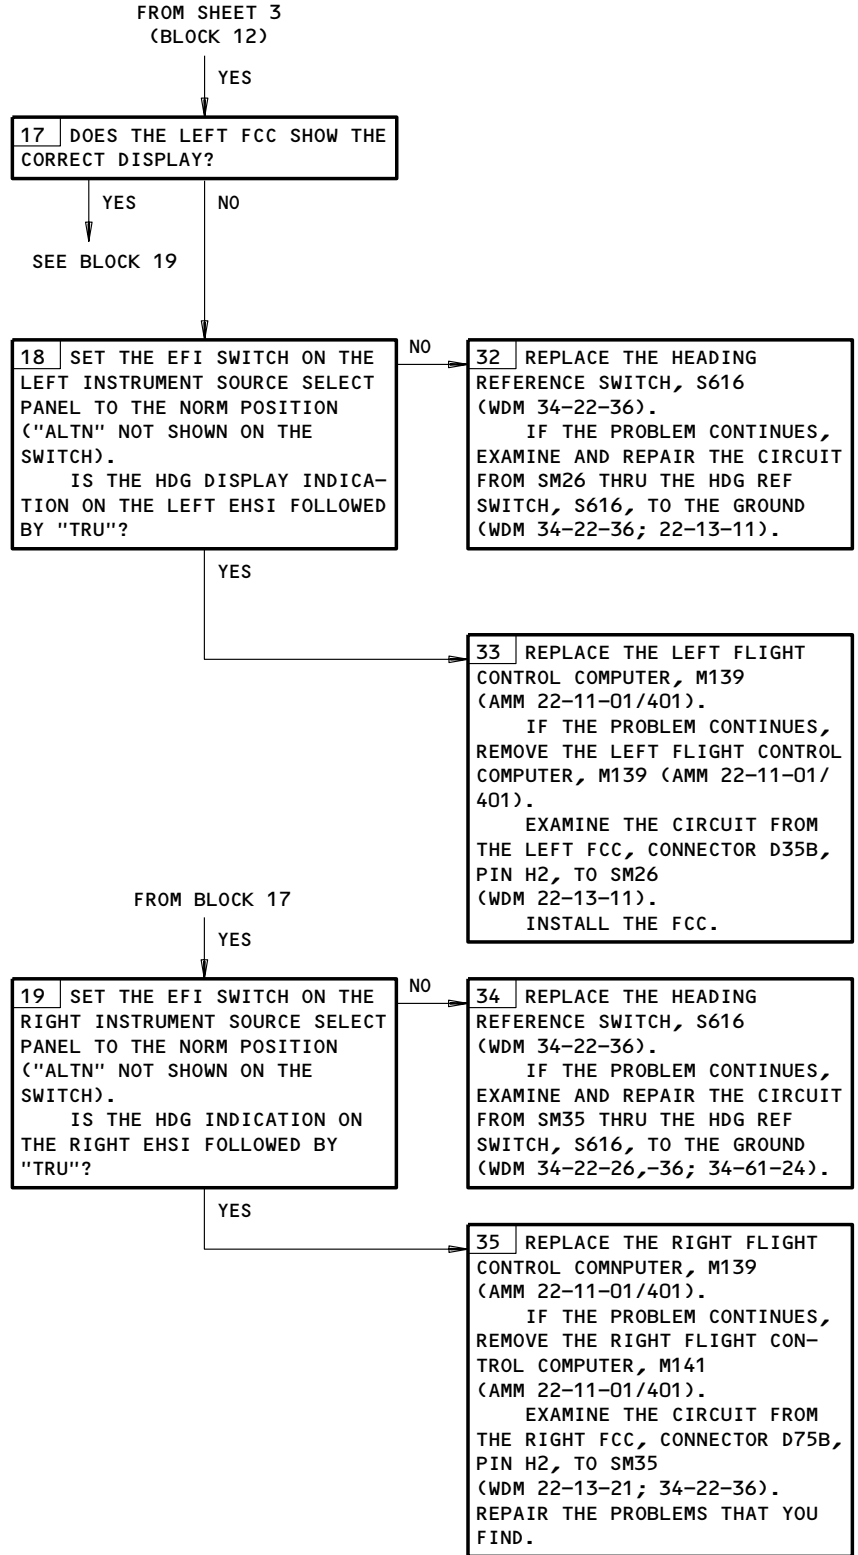 FROM SHEET 3
(BLOCK 12)
YES
17 DOES THE LEFT FCC SHOW THE
CORRECT DISPLAY?
YES
NO
SEE BLOCK 19
18 SET THE EFI SWITCH ON THE
LEFT INSTRUMENT SOURCE SELECT
PANEL TO THE NORM POSITION
("ALTN" NOT SHOWN ON THE
SWITCH).
IS THE HDG DISPLAY INDICA-
TION ON THE LEFT EHSI FOLLOWED
BY "TRU"?
NO
32 REPLACE THE HEADING
REFERENCE SWITCH, S616
(WDM 34-22-36).
IF THE PROBLEM CONTINUES,
EXAMINE AND REPAIR THE CIRCUIT
FROM SM26 THRU THE HDG REF
SWITCH, S616, TO THE GROUND
(WDM 34-22-36; 22-13-11).
YES
33 REPLACE THE LEFT FLIGHT
CONTROL COMPUTER, M139
(AMM 22-11-01/401).
IF THE PROBLEM CONTINUES,
REMOVE THE LEFT FLIGHT CONTROL
COMPUTER, M139 (AMM 22-11-01/
401).
EXAMINE THE CIRCUIT FROM
THE LEFT FCC, CONNECTOR D35B,
PIN H2, TO SM26
(WDM 22-13-11).
INSTALL THE FCC.
FROM BLOCK 17
YES
19 SET THE EFI SWITCH ON THE
RIGHT INSTRUMENT SOURCE SELECT
PANEL TO THE NORM POSITION
("ALTN" NOT SHOWN ON THE
SWITCH).
IS THE HDG INDICATION ON
THE RIGHT EHSI FOLLOWED BY
"TRU"?
NO
34 REPLACE THE HEADING
REFERENCE SWITCH, S616
(WDM 34-22-36).
IF THE PROBLEM CONTINUES,
EXAMINE AND REPAIR THE CIRCUIT
FROM SM35 THRU THE HDG REF
SWITCH, S616, TO THE GROUND
(WDM 34-22-26,-36; 34-61-24).
YES
35 REPLACE THE RIGHT FLIGHT
CONTROL COMNPUTER, M139
(AMM 22-11-01/401).
IF THE PROBLEM CONTINUES,
REMOVE THE RIGHT FLIGHT CON-
TROL COMPUTER, M141
(AMM 22-11-01/401).
EXAMINE THE CIRCUIT FROM
THE RIGHT FCC, CONNECTOR D75B,
PIN H2, TO SM35
(WDM 22-13-21; 34-22-36).
REPAIR THE PROBLEMS THAT YOU
FIND.